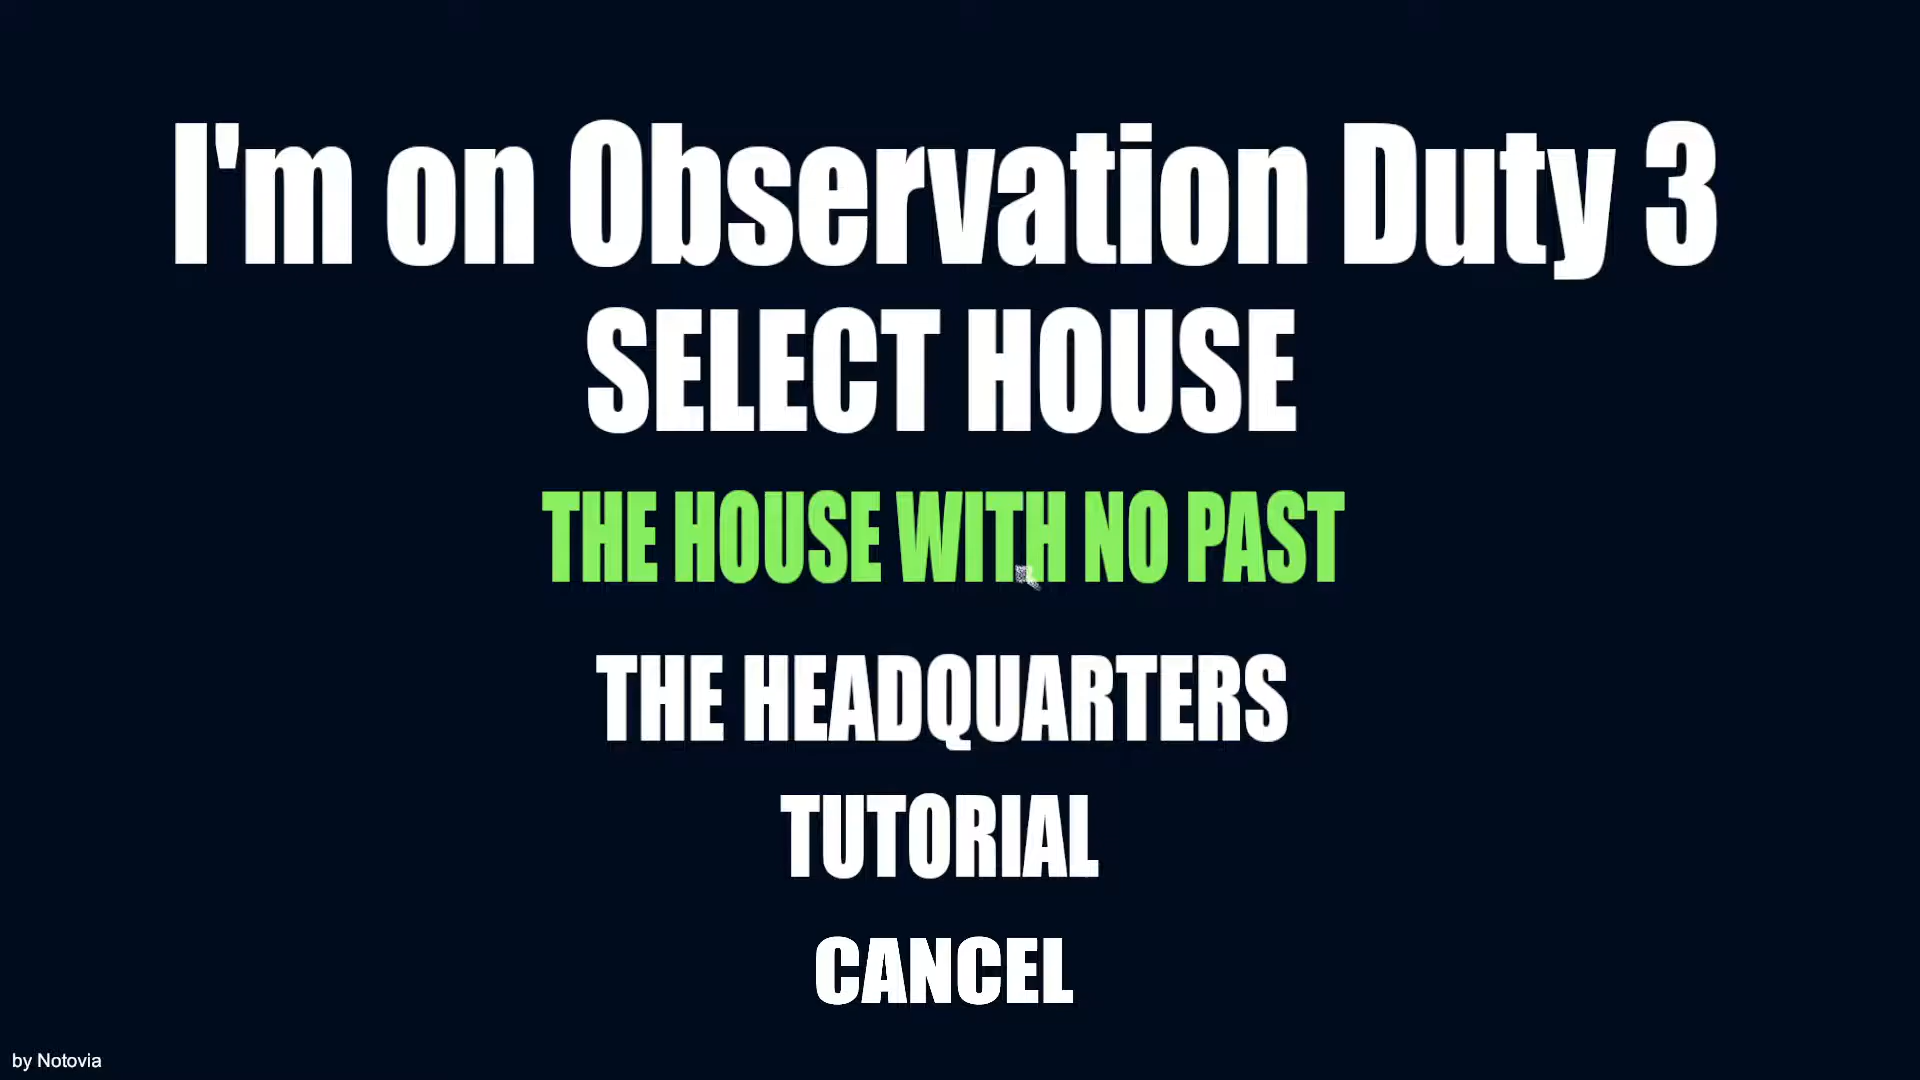 I'm on Observation Duty 3
SELECT HOUSE
THE HOUSE WITH NO PAST
THE HEADQUARTERS
TUTORIAL
CANCEL
by Notovia